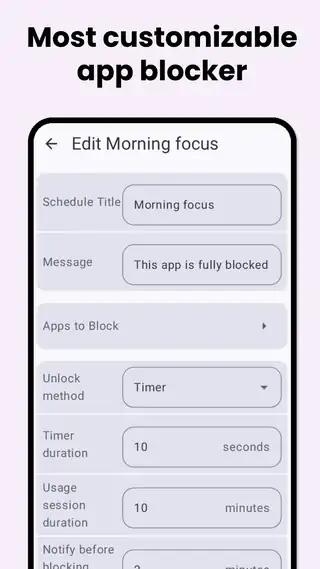 Most customizable
app blocker
Edit Morning focus
Schedule Title
Morning focus
Message
This app is fully blocked
Apps to Block
Unlock
method
Timer
Timer
duration
10 seconds
Usage
session
duration
10 minutes
Notify before
blocking
minutes